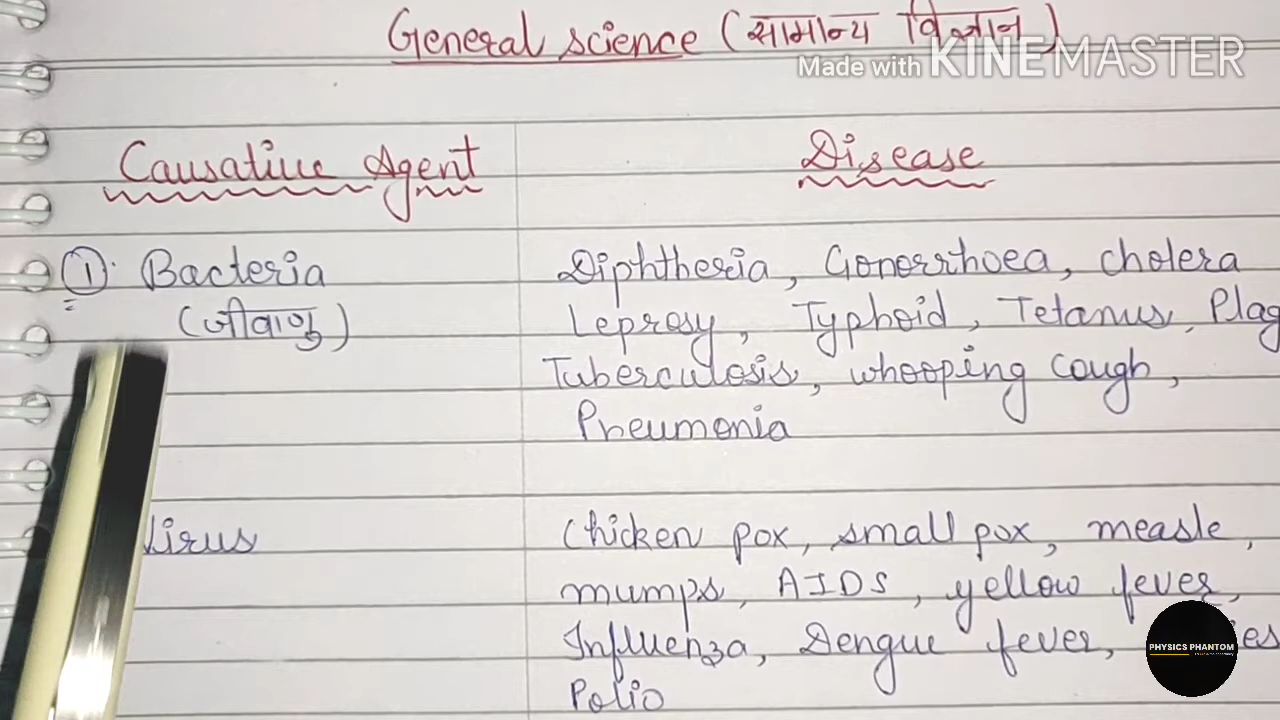 General science (सामान्य विज्ञान)
Made with KINEMASTER
Causative Agent
Disease
① Bacteria
(जीवाणु)
Diphtheria, Gonorrhoea, cholera
Leprosy, Typhoid, Tetanus, Plag
Tuberculosis, whooping cough,
Pneumonia
Virus
Chicken pox, small pox, measle,
mumps, AIDS, yellow fever,
Influenza, Dengue fever,
Polio
PHYSICS PHANTOM